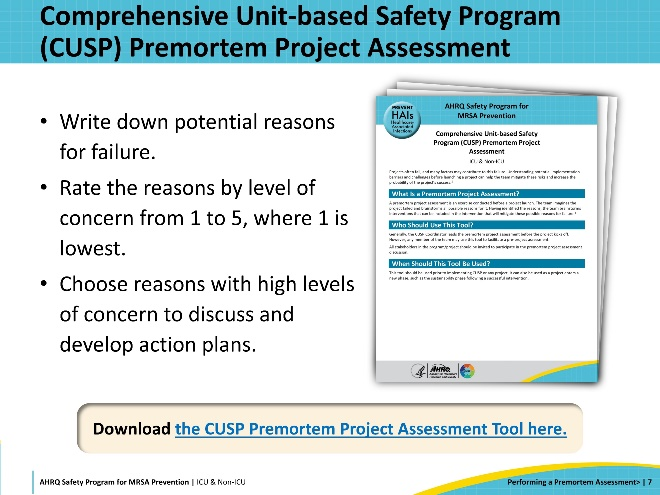 Comprehensive Unit-based Safety Program
(CUSP) Premortem Project Assessment
• Write down potential reasons
for failure.
• Rate the reasons by level of
concern from 1 to 5, where 1 is
lowest.
• Choose reasons with high levels
of concern to discuss and
develop action plans.
PREVENT
HAIs
Healthcare-
Associated
Infections
AHRQ Safety Program for
MRSA Prevention
Comprehensive Unit-based Safety
Program (CUSP) Premortem Project
Assessment
ICU & Non-ICU
What Is a Premortem Project Assessment?
Who Should Use This Tool?
When Should This Tool Be Used?
AHRQ
Download the CUSP Premortem Project Assessment Tool here.
AHRQ Safety Program for MRSA Prevention | ICU & Non-ICU
Performing a Premortem Assessment> | 7